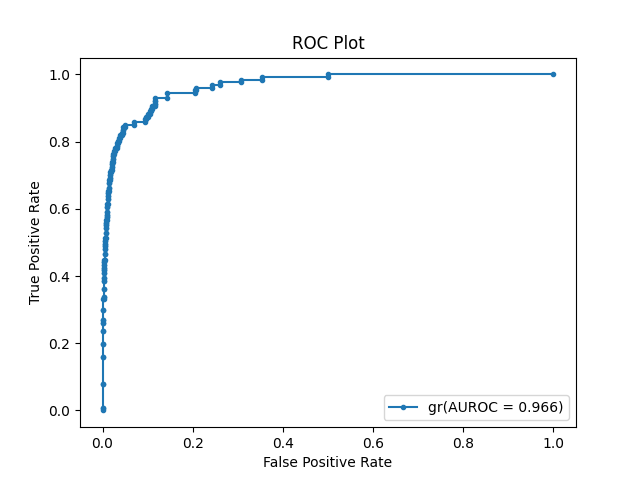 ROC Plot
True Positive Rate
1.0
0.8
0.6
0.4
0.2
0.0
gr(AUROC = 0.966)
0.0 0.2 0.4 0.6 0.8 1.0
False Positive Rate